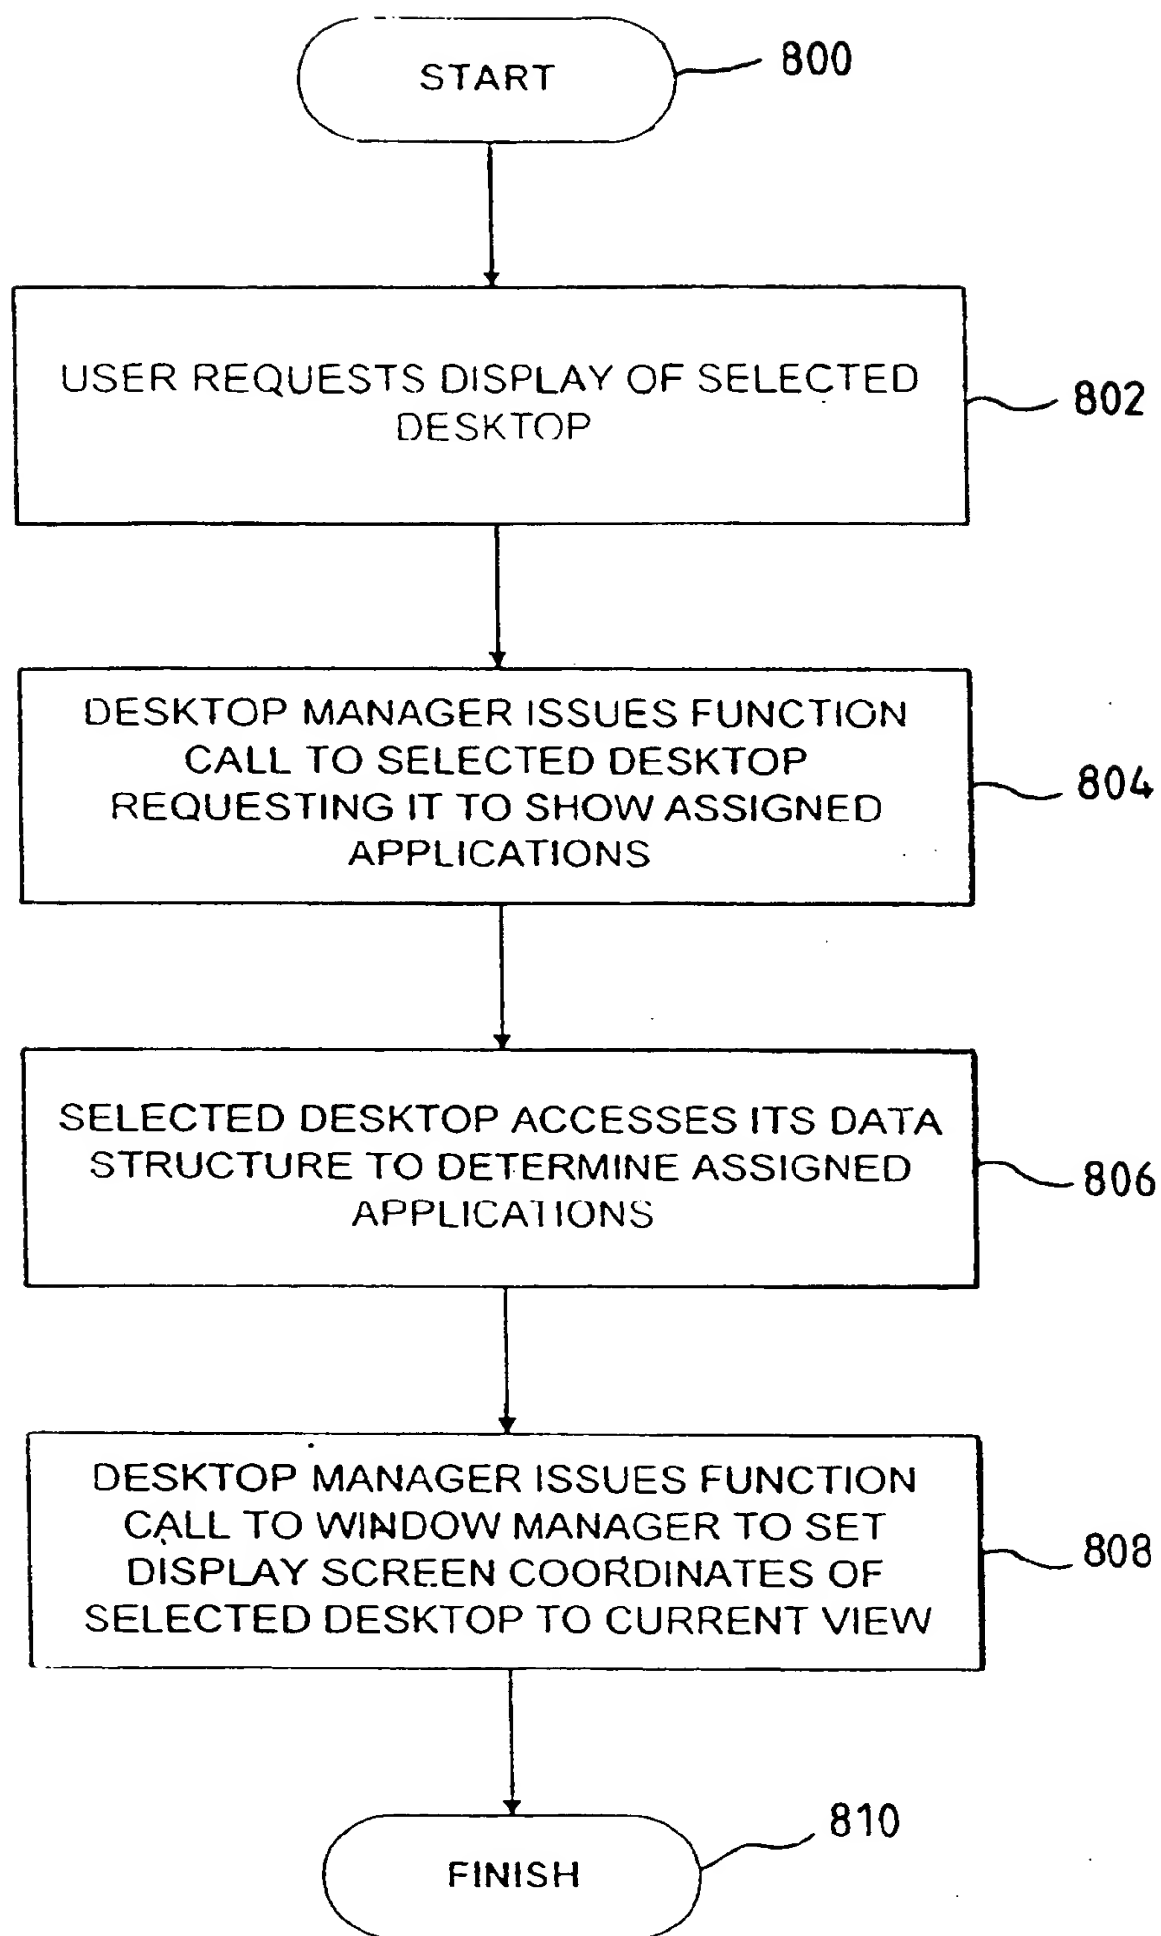 START
800
USER REQUESTS DISPLAY OF SELECTED
DESKTOP
802
DESKTOP MANAGER ISSUES FUNCTION
CALL TO SELECTED DESKTOP
REQUESTING IT TO SHOW ASSIGNED
APPLICATIONS
804
SELECTED DESKTOP ACCESSES ITS DATA
STRUCTURE TO DETERMINE ASSIGNED
APPLICATIONS
806
DESKTOP MANAGER ISSUES FUNCTION
CALL TO WINDOW MANAGER TO SET
DISPLAY SCREEN COORDINATES OF
SELECTED DESKTOP TO CURRENT VIEW
808
FINISH
810